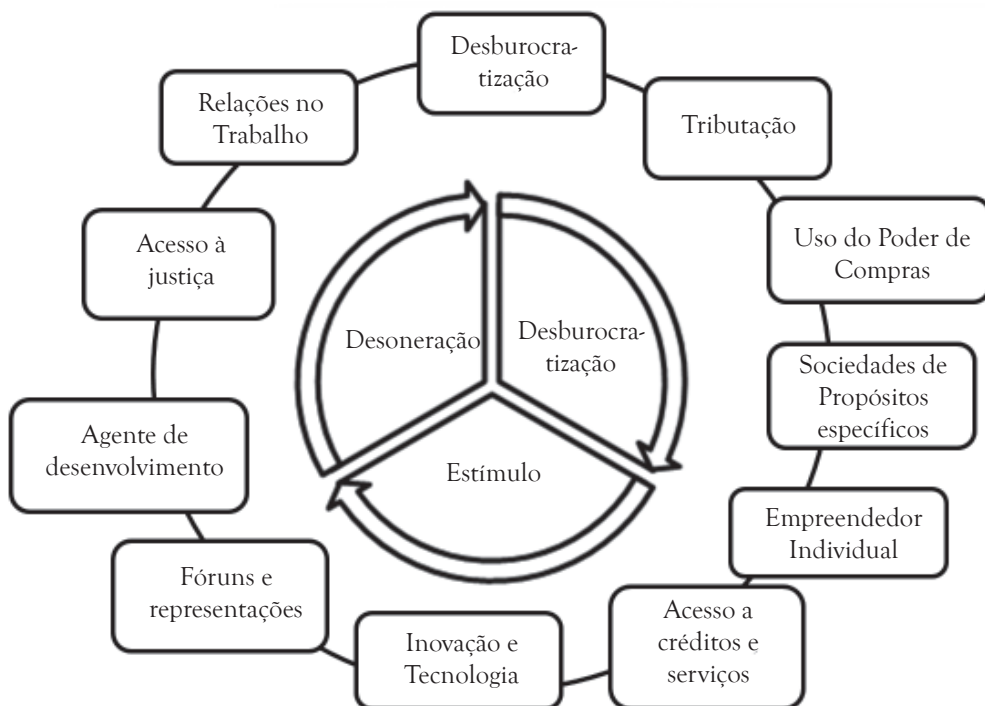 Desburocra-
tização
Tributação
Uso do Poder de
Compras
Sociedades de
Propósitos
específicos
Empreendedor
Individual
Acesso a
créditos e
serviços
Inovação e
Tecnologia
Fóruns e
representações
Agente de
desenvolvimento
Acesso à
justiça
Relações no
Trabalho
Desoneração
Desburocra-
tização
Estímulo